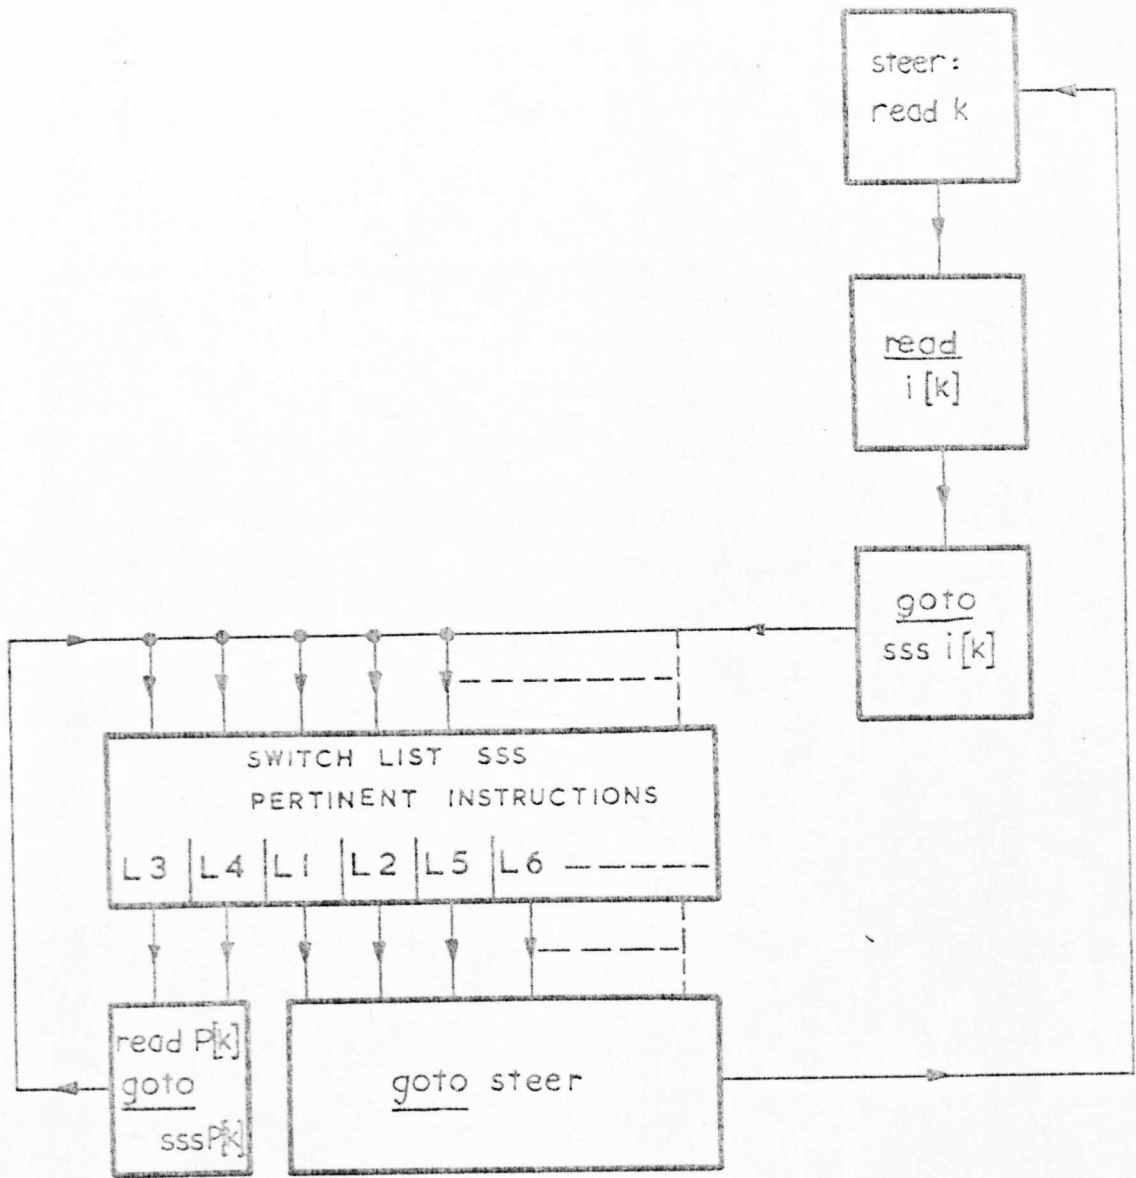 steer:
read k
read
i[k]
goto
sss i[k]
SWITCH LIST SSS
PERTINENT INSTRUCTIONS
L3 L4 L1 L2 L5 L6
read P[k]
goto
sssP[k]
goto steer